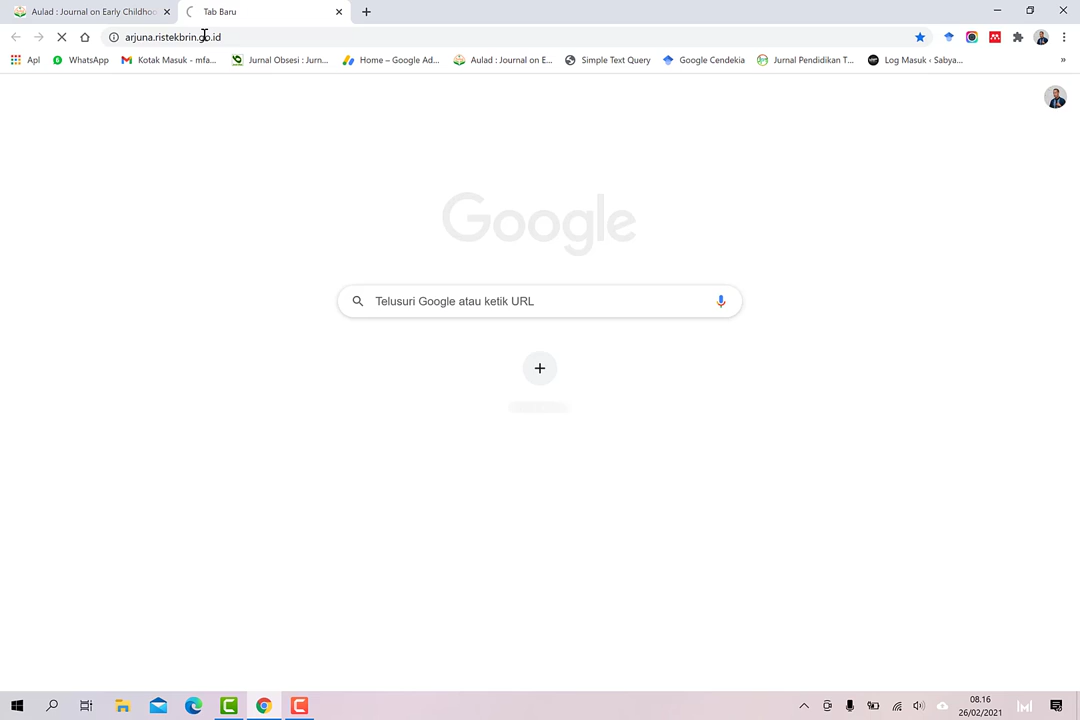 Aulad : Journal on Early Childhoo
Tab Baru
arjuna.ristekbrin.go.id
Apl
WhatsApp
Kotak Masuk - mfa...
Jurnal Obsesi : Jurn...
Home – Google Ad...
Aulad : Journal on E...
Simple Text Query
Google Cendekia
Jurnal Pendidikan T...
Log Masuk ‹ Sabya...
»
Google
Telusuri Google atau ketik URL
08.16
26/02/2021